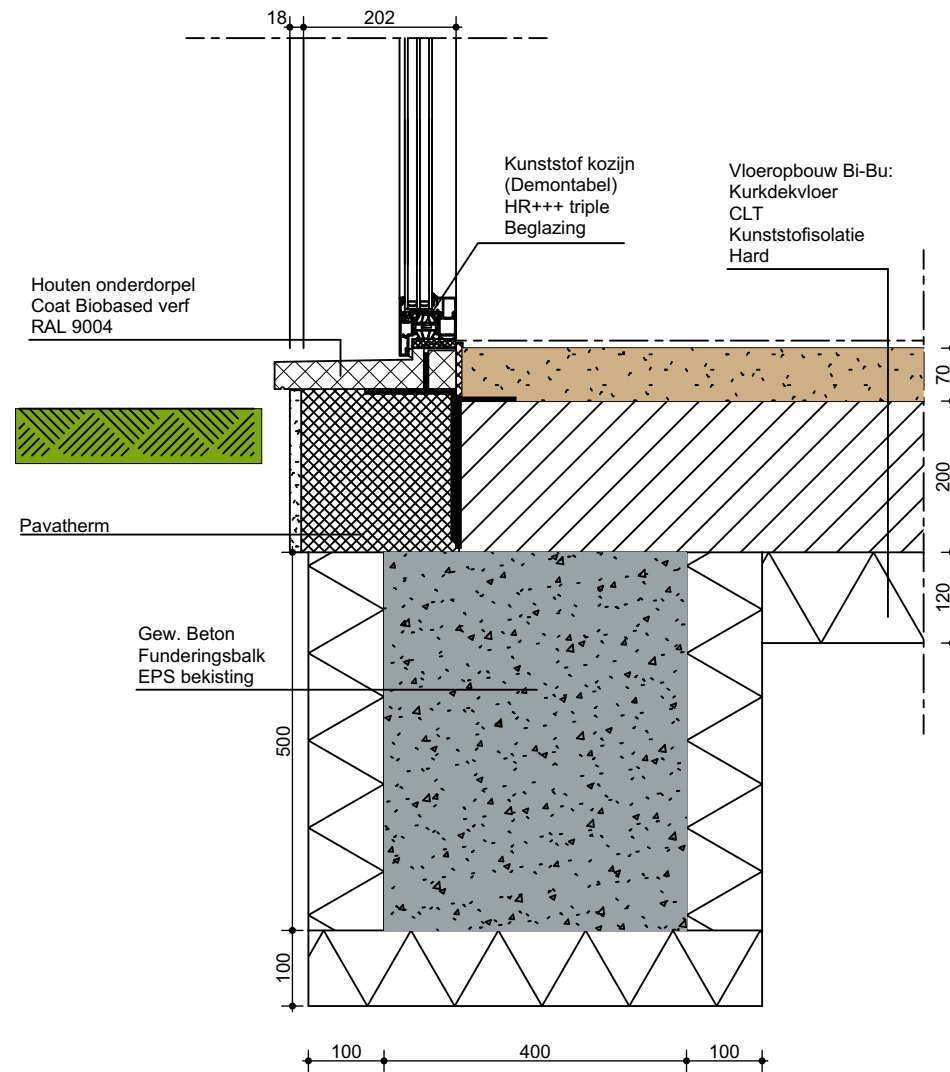 18
202
Kunststof kozijn
(Demontabel)
HR+++ triple
Beglazing
Vloeropbouw Bi-Bu:
Kurkdekvloer
CLT
Kunststofisolatie
Hard
Houten onderdorpel
Coat Biobased verf
RAL 9004
70
200
Pavatherm
120
Gew. Beton
Funderingsbalk
EPS bekisting
500
100
100
400
100